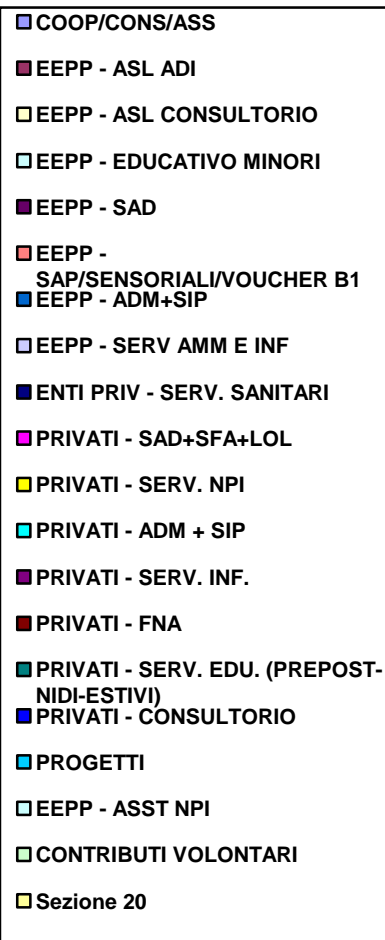 COOP/CONS/ASS
EEPP - ASL ADI
EEPP - ASL CONSULTORIO
EEPP - EDUCATIVO MINORI
EEPP - SAD
EEPP -
SAP/SENSORIALI/VOUCHER B1
EEPP - ADM+SIP
EEPP - SERV AMM E INF
ENTI PRIV - SERV. SANITARI
PRIVATI - SAD+SFA+LOL
PRIVATI - SERV. NPI
PRIVATI - ADM + SIP
PRIVATI - SERV. INF.
PRIVATI - FNA
PRIVATI - SERV. EDU. (PREPOST-
NIDI-ESTIVI)
PRIVATI - CONSULTORIO
PROGETTI
EEPP - ASST NPI
CONTRIBUTI VOLONTARI
Sezione 20